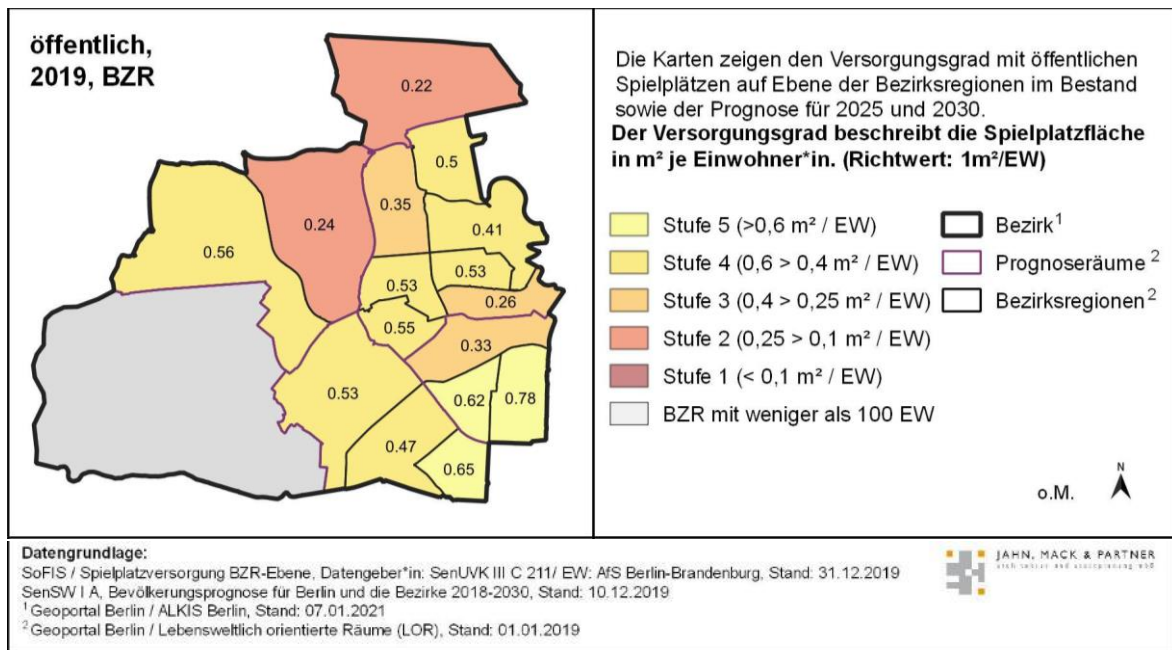 öffentlich,
2019, BZR
0.22
0.5
0.35
0.41
0.24
0.56
0.53
0.53
0.26
0.55
0.33
0.53
0.62
0.78
0.47
0.65
Die Karten zeigen den Versorgungsgrad mit öffentlichen
Spielplätzen auf Ebene der Bezirksregionen im Bestand
sowie der Prognose für 2025 und 2030.
Der Versorgungsgrad beschreibt die Spielplatzfläche
in m² je Einwohner*in. (Richtwert: 1m²/EW)
Stufe 5 (>0,6 m² / EW)
Stufe 4 (0,6 > 0,4 m² / EW)
Stufe 3 (0,4 > 0,25 m² / EW)
Stufe 2 (0,25 > 0,1 m² / EW)
Stufe 1 (< 0,1 m² / EW)
BZR mit weniger als 100 EW
Bezirk¹
Prognoseräume ²
Bezirksregionen ²
o.M.
N
Datengrundlage:
SoFIS / Spielplatzversorgung BZR-Ebene, Datengeber*in: SenUVK III C 211/ EW: AfS Berlin-Brandenburg, Stand: 31.12.2019
SenSW I A, Bevölkerungsprognose für Berlin und die Bezirke 2018-2030, Stand: 10.12.2019
¹ Geoportal Berlin / ALKIS Berlin, Stand: 07.01.2021
² Geoportal Berlin / Lebensweltlich orientierte Räume (LOR), Stand: 01.01.2019
JAHN, MACK & PARTNER